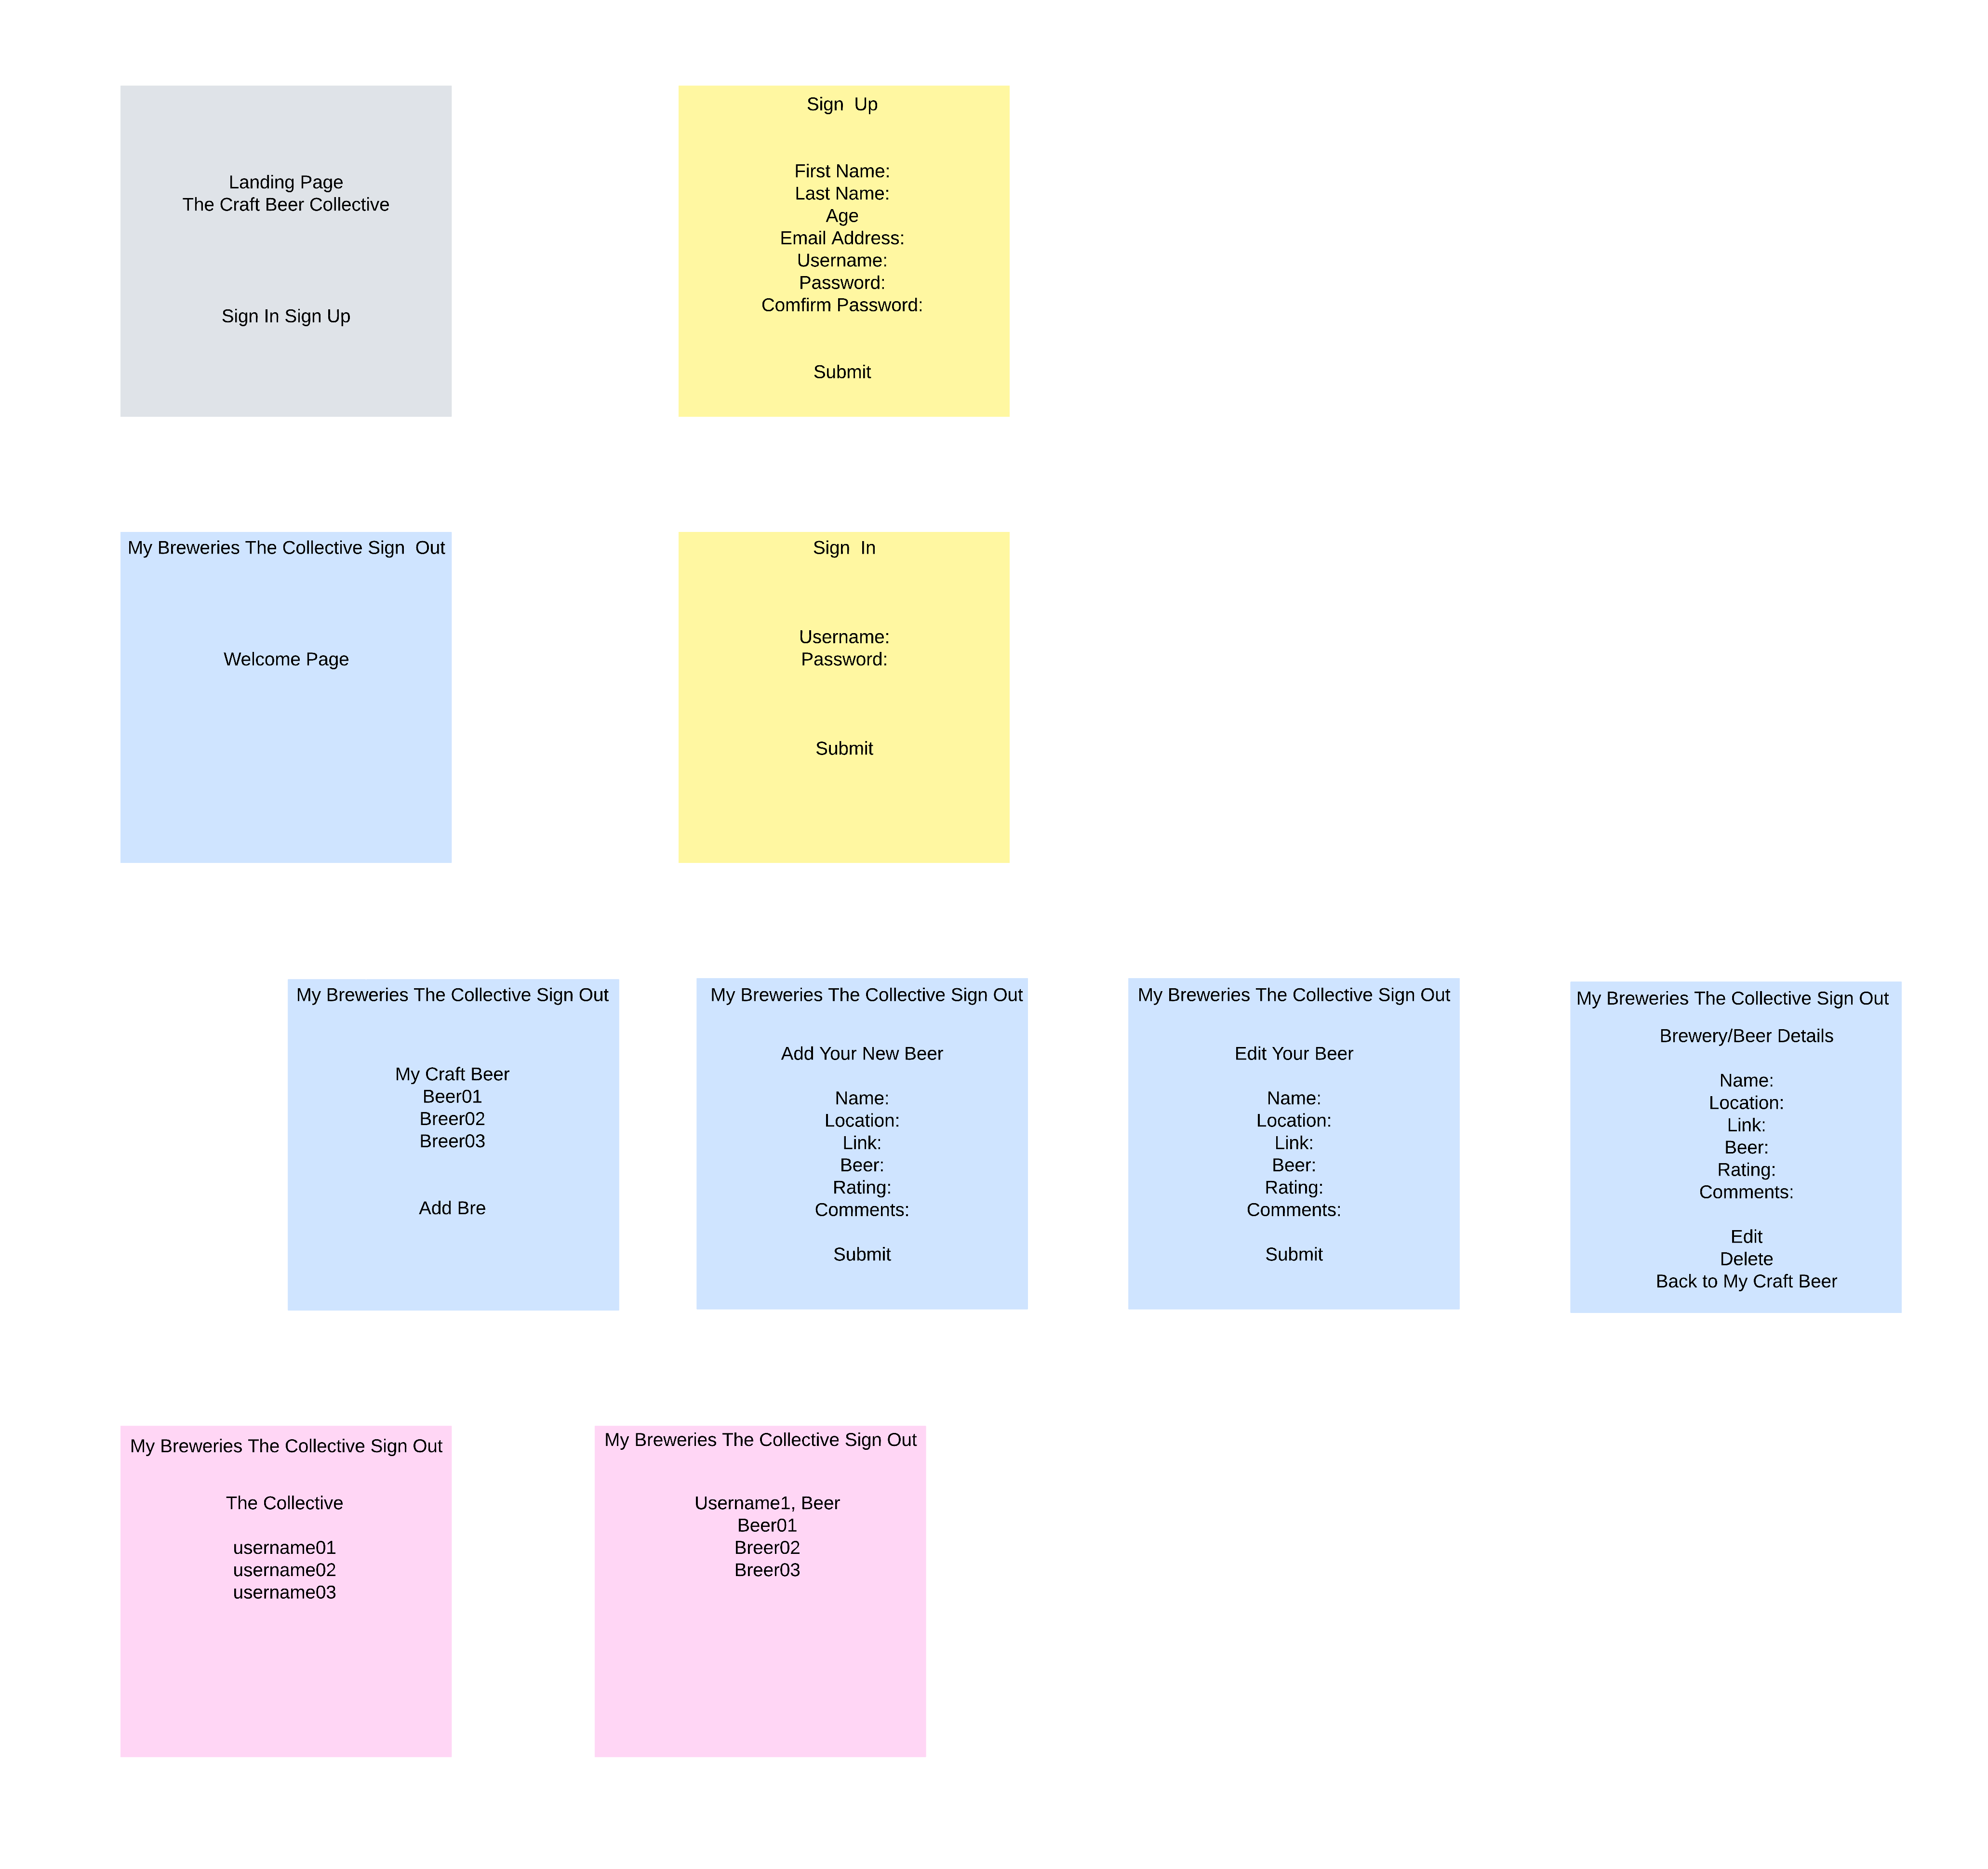 Landing Page
The Craft Beer Collective
Sign In Sign Up
Sign  Up
First Name:
Last Name:
Age
Email Address:
Username:
Password:
Comfirm Password:
Submit
My Breweries The Collective Sign  Out
Welcome Page
Sign  In
Username:
Password:
Submit
My Breweries The Collective Sign Out
My Craft Beer
Beer01
Breer02
Breer03
Add Bre
My Breweries The Collective Sign Out
Add Your New Beer
Name:
Location:
Link:
Beer:
Rating:
Comments:
Submit
My Breweries The Collective Sign Out
Edit Your Beer
Name:
Location:
Link:
Beer:
Rating:
Comments:
Submit
My Breweries The Collective Sign Out
Brewery/Beer Details
Name:
Location:
Link:
Beer:
Rating:
Comments:
Edit
Delete
Back to My Craft Beer
My Breweries The Collective Sign Out
The Collective
username01
username02
username03
My Breweries The Collective Sign Out
Username1, Beer
Beer01
Breer02
Breer03